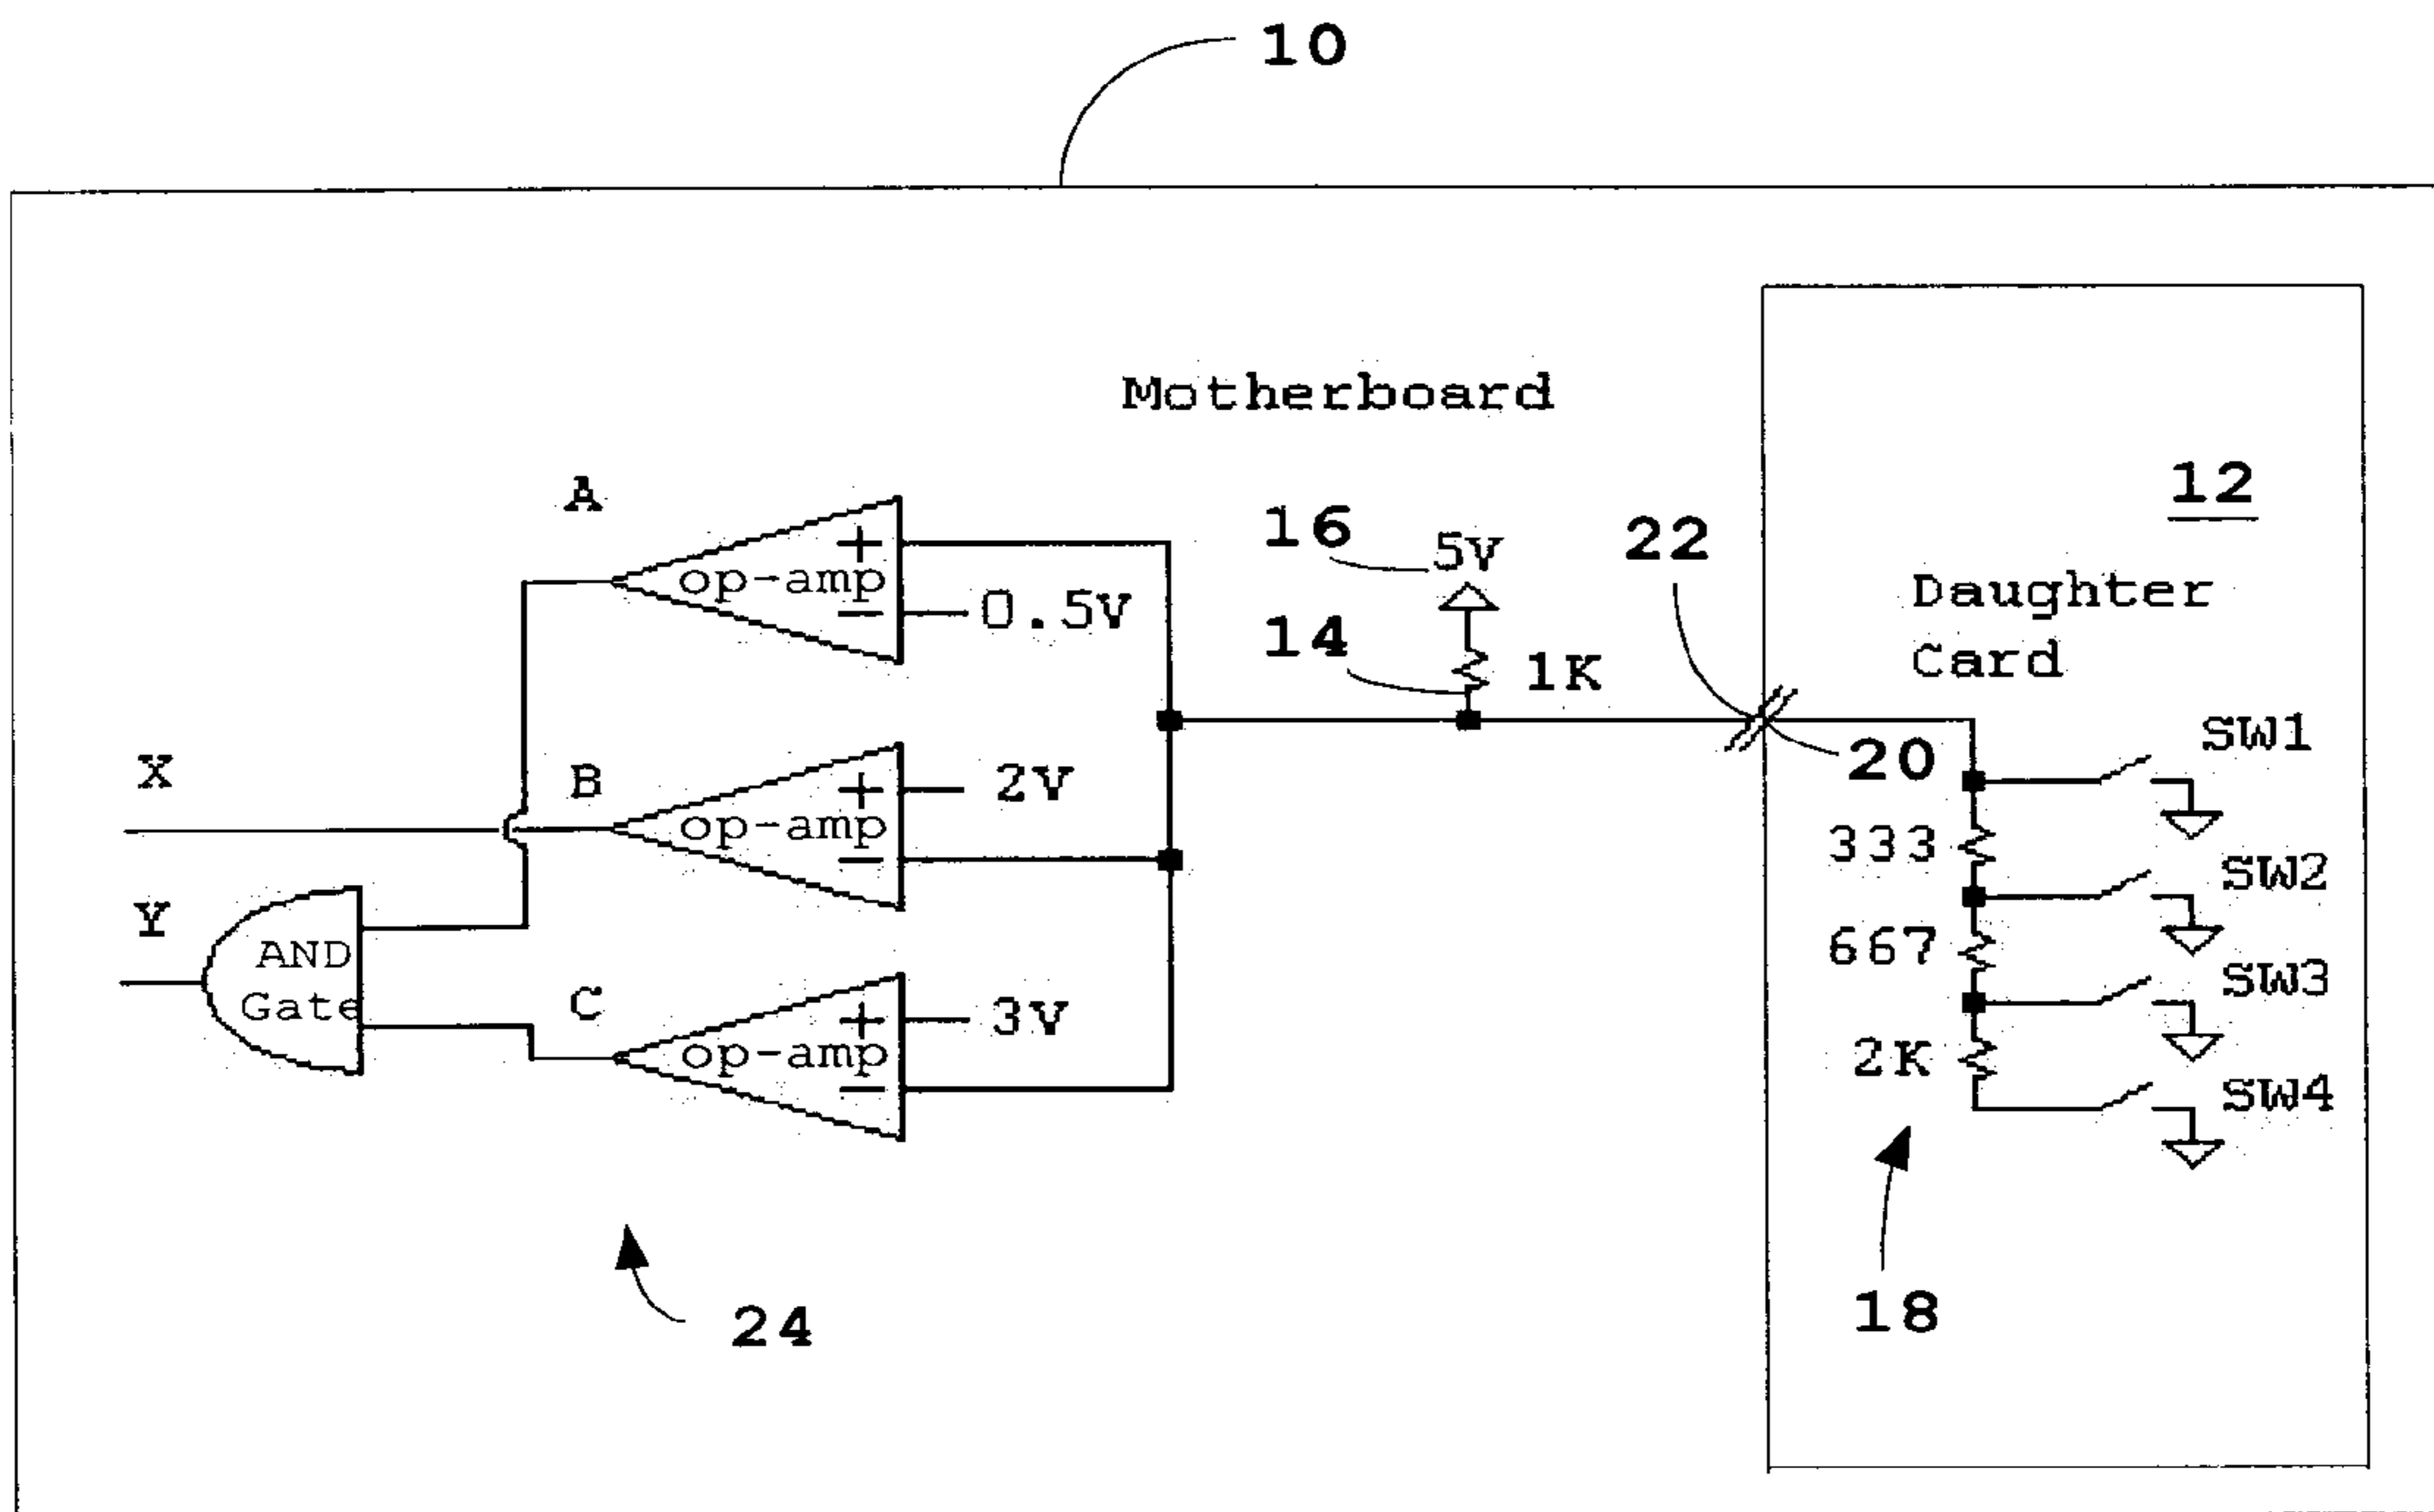 10
Motherboard
12
A
16
5V
22
op-amp
+
−
0.5V
14
1K
Daughter
Card
20
SW1
X
B
2V
op-amp
+
−
333
SW2
Y
AND
Gate
667
SW3
C
3V
op-amp
+
−
2K
SW4
18
24